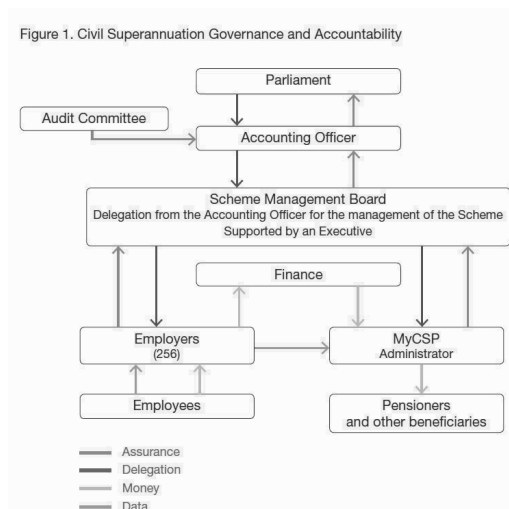 Figure 1. Civil Superannuation Governance and Accountability
Parliament
Audit Committee
Accounting Officer
Scheme Management Board
Delegation from the Accounting Officer for the management of the Scheme
Supported by an Executive
Finance
Employers
(256)
MyCSP
Administrator
Employees
Pensioners
and other beneficiaries
Assurance
Delegation
Money
Data